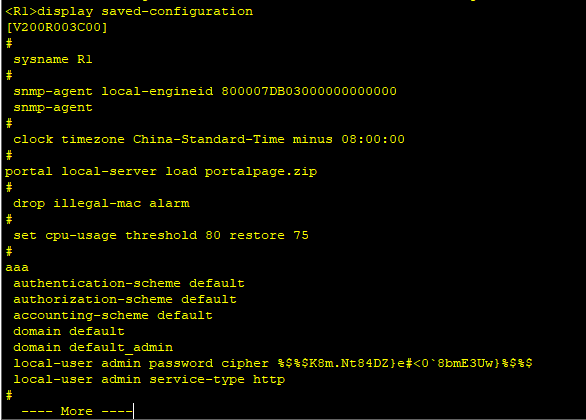 <R1>display saved-configuration
[V200R003C00]
#
 sysname R1
#
 snmp-agent local-engineid 800007DB03000000000000
 snmp-agent
#
 clock timezone China-Standard-Time minus 08:00:00
#
portal local-server load portalpage.zip
#
 drop illegal-mac alarm
#
 set cpu-usage threshold 80 restore 75
#
aaa
 authentication-scheme default
 authorization-scheme default
 accounting-scheme default
 domain default
 domain default_admin
 local-user admin password cipher %$%$K8m.Nt84DZ}e#<0`8bmE3Uw}%$%$
 local-user admin service-type http
#
  ---- More ----